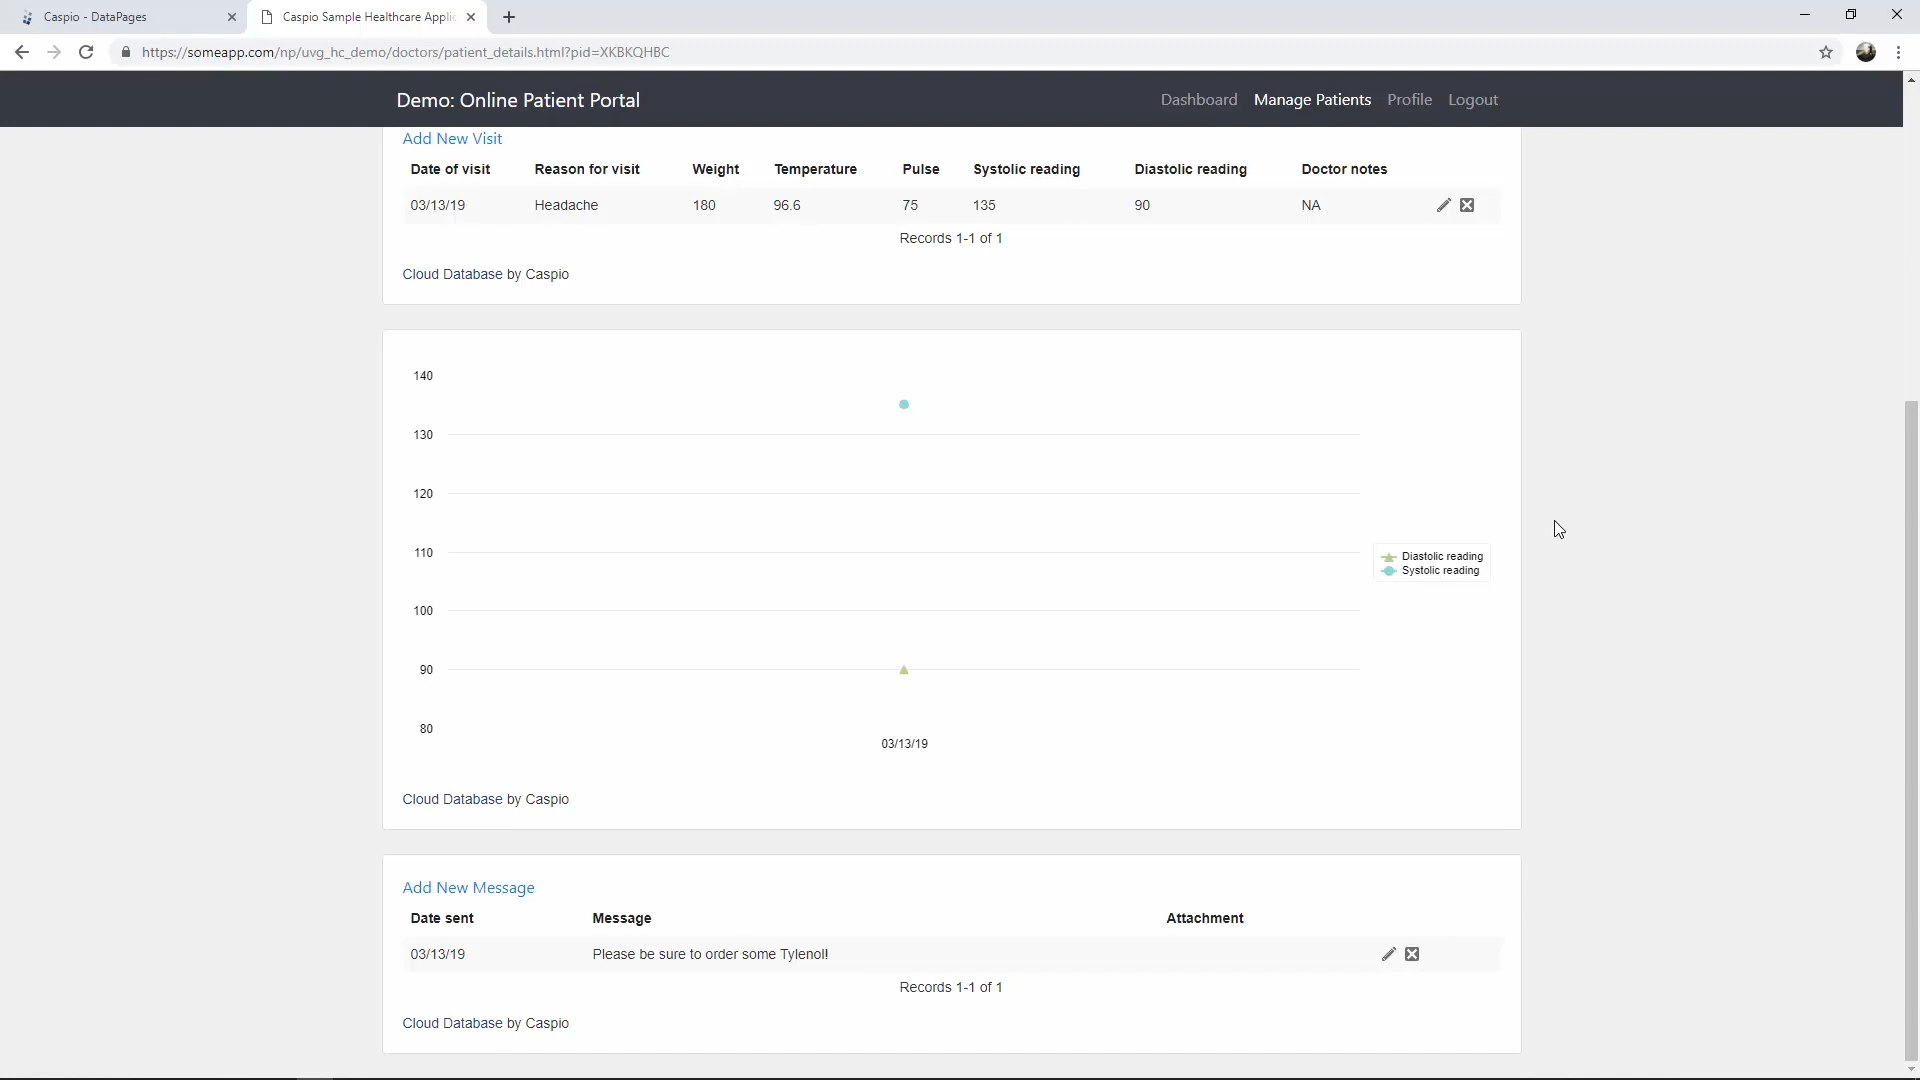 Caspio - DataPages
Caspio Sample Healthcare Applic
https://someapp.com/np/uvg_hc_demo/doctors/patient_details.html?pid=XKBKQHBC
Demo: Online Patient Portal
Dashboard Manage Patients Profile Logout
Add New Visit
Date of visit Reason for visit Weight Temperature Pulse Systolic reading Diastolic reading Doctor notes
03/13/19 Headache 180 96.6 75 135 90 NA
Records 1-1 of 1
Cloud Database by Caspio
140
130
120
110
100
90
80
03/13/19
Diastolic reading
Systolic reading
Cloud Database by Caspio
Add New Message
Date sent Message Attachment
03/13/19 Please be sure to order some Tylenol!
Records 1-1 of 1
Cloud Database by Caspio